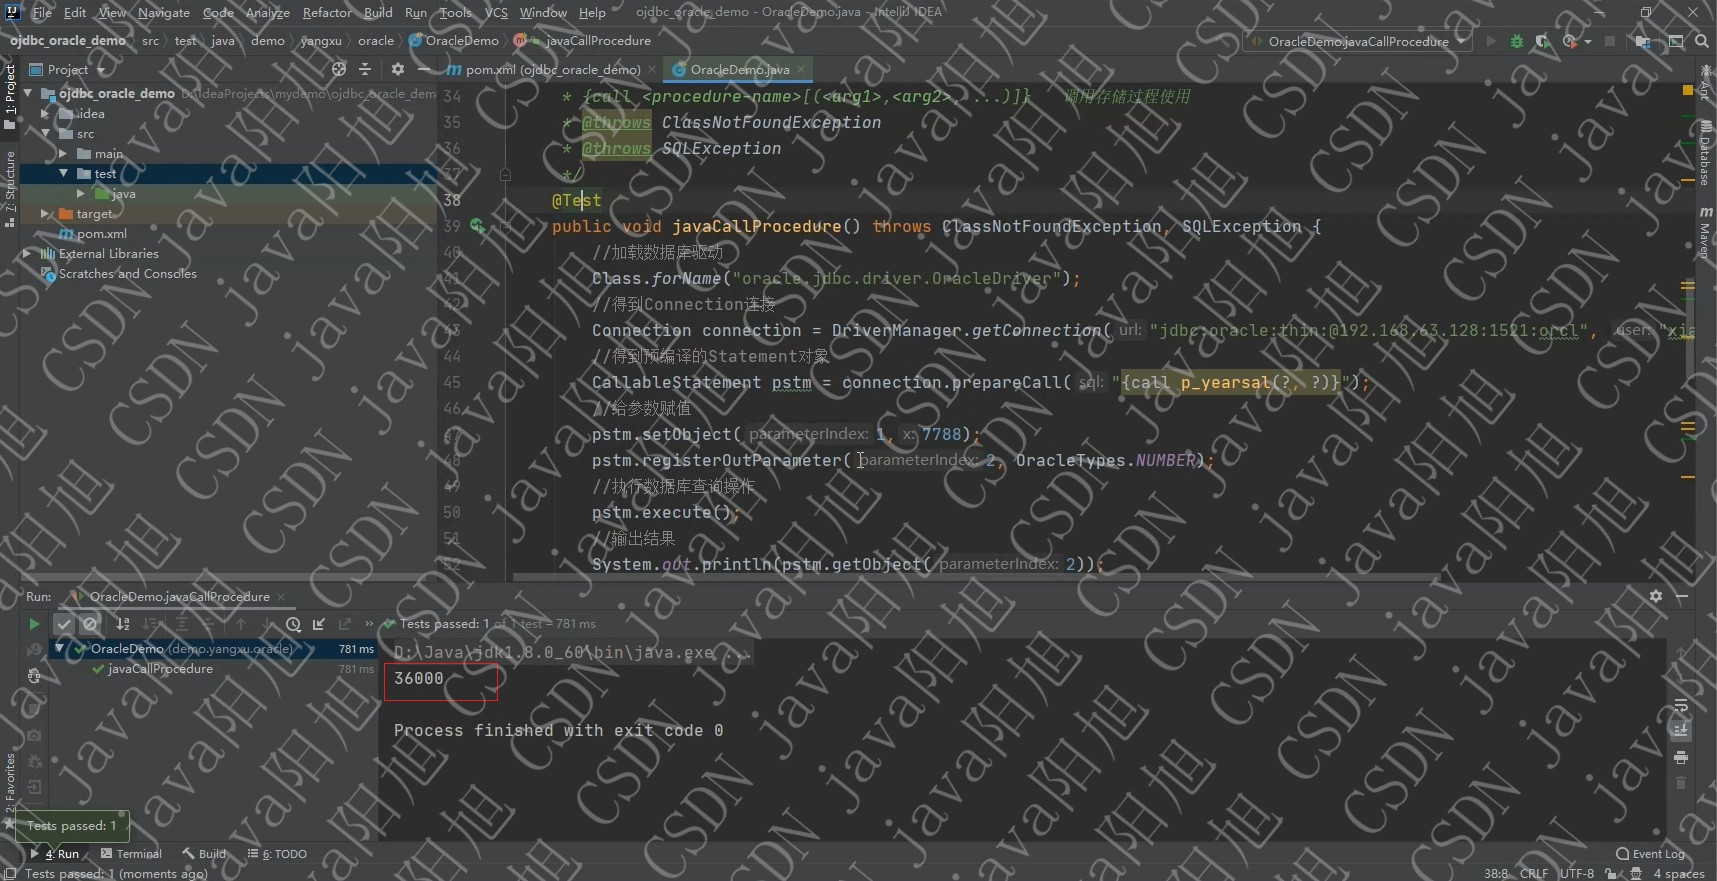 File Edit View Navigate Code Analyze Refactor Build Run Tools VCS Window Help ojdbc_oracle_demo - OracleDemo.java - IntelliJ IDEA
ojdbc_oracle_demo src test java demo yangxu oracle OracleDemo javaCallProcedure OracleDemo.javaCallProcedure
Project pom.xml (ojdbc_oracle_demo) OracleDemo.java
1: Project
7: Structure
2: Favorites
Ant
Database
Maven
ojdbc_oracle_demo D:\IdeaProjects\mydemo\ojdbc_oracle_dem
.idea
src
main
test
java
target
pom.xml
External Libraries
Scratches and Consoles
34 * {call <procedure-name>[(<arg1>,<arg2>, ...)]} 调用存储过程使用
35 * @throws ClassNotFoundException
36 * @throws SQLException
37 */
38 @Test
39 public void javaCallProcedure() throws ClassNotFoundException, SQLException {
40 //加载数据库驱动
41 Class.forName("oracle.jdbc.driver.OracleDriver");
42 //得到Connection连接
43 Connection connection = DriverManager.getConnection( url: "jdbc:oracle:thin:@192.168.63.128:1521:orcl", user: "xia
44 //得到预编译的Statement对象
45 CallableStatement pstm = connection.prepareCall( sql: "{call p_yearsal(?, ?)}");
46 //给参数赋值
47 pstm.setObject( parameterIndex: 1, x: 7788);
48 pstm.registerOutParameter( parameterIndex: 2, OracleTypes.NUMBER);
49 //执行数据库查询操作
50 pstm.execute();
51 //输出结果
52 System.out.println(pstm.getObject( parameterIndex: 2));
Run: OracleDemo.javaCallProcedure
Tests passed: 1 of 1 test – 781 ms
OracleDemo (demo.yangxu.oracle) 781 ms
javaCallProcedure 781 ms
D:\Java\jdk1.8.0_60\bin\java.exe ...
36000
Process finished with exit code 0
Tests passed: 1
4: Run Terminal Build 6: TODO Event Log
Tests passed: 1 (moments ago) 38:8 CRLF UTF-8 4 spaces
CSDN java阳旭